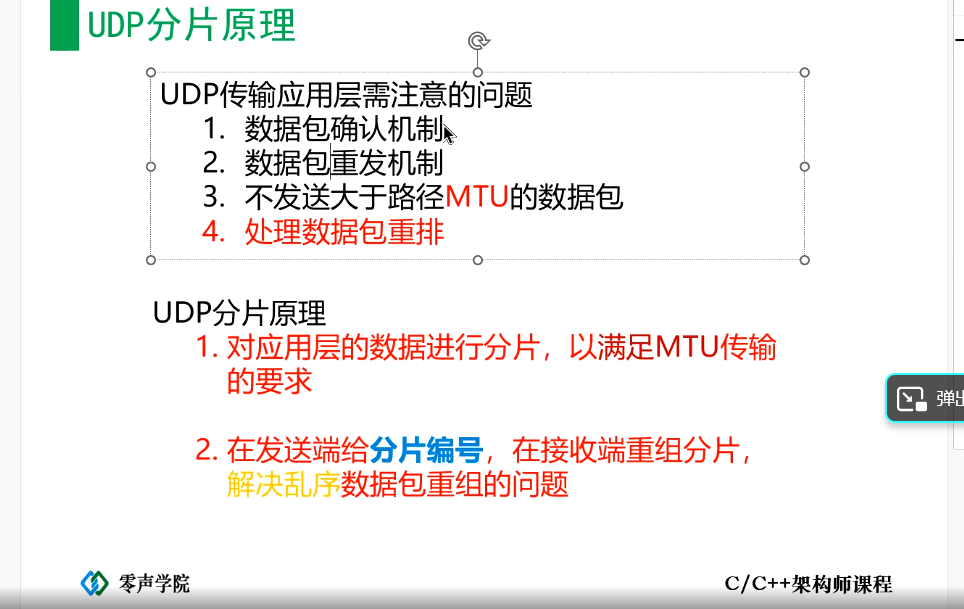 UDP分片原理
UDP传输应用层需注意的问题
1. 数据包确认机制
2. 数据包重发机制
3. 不发送大于路径MTU的数据包
4. 处理数据包重排
UDP分片原理
1. 对应用层的数据进行分片，以满足MTU传输
的要求
弹出
2. 在发送端给分片编号，在接收端重组分片，
解决乱序数据包重组的问题
零声学院
C/C++架构师课程